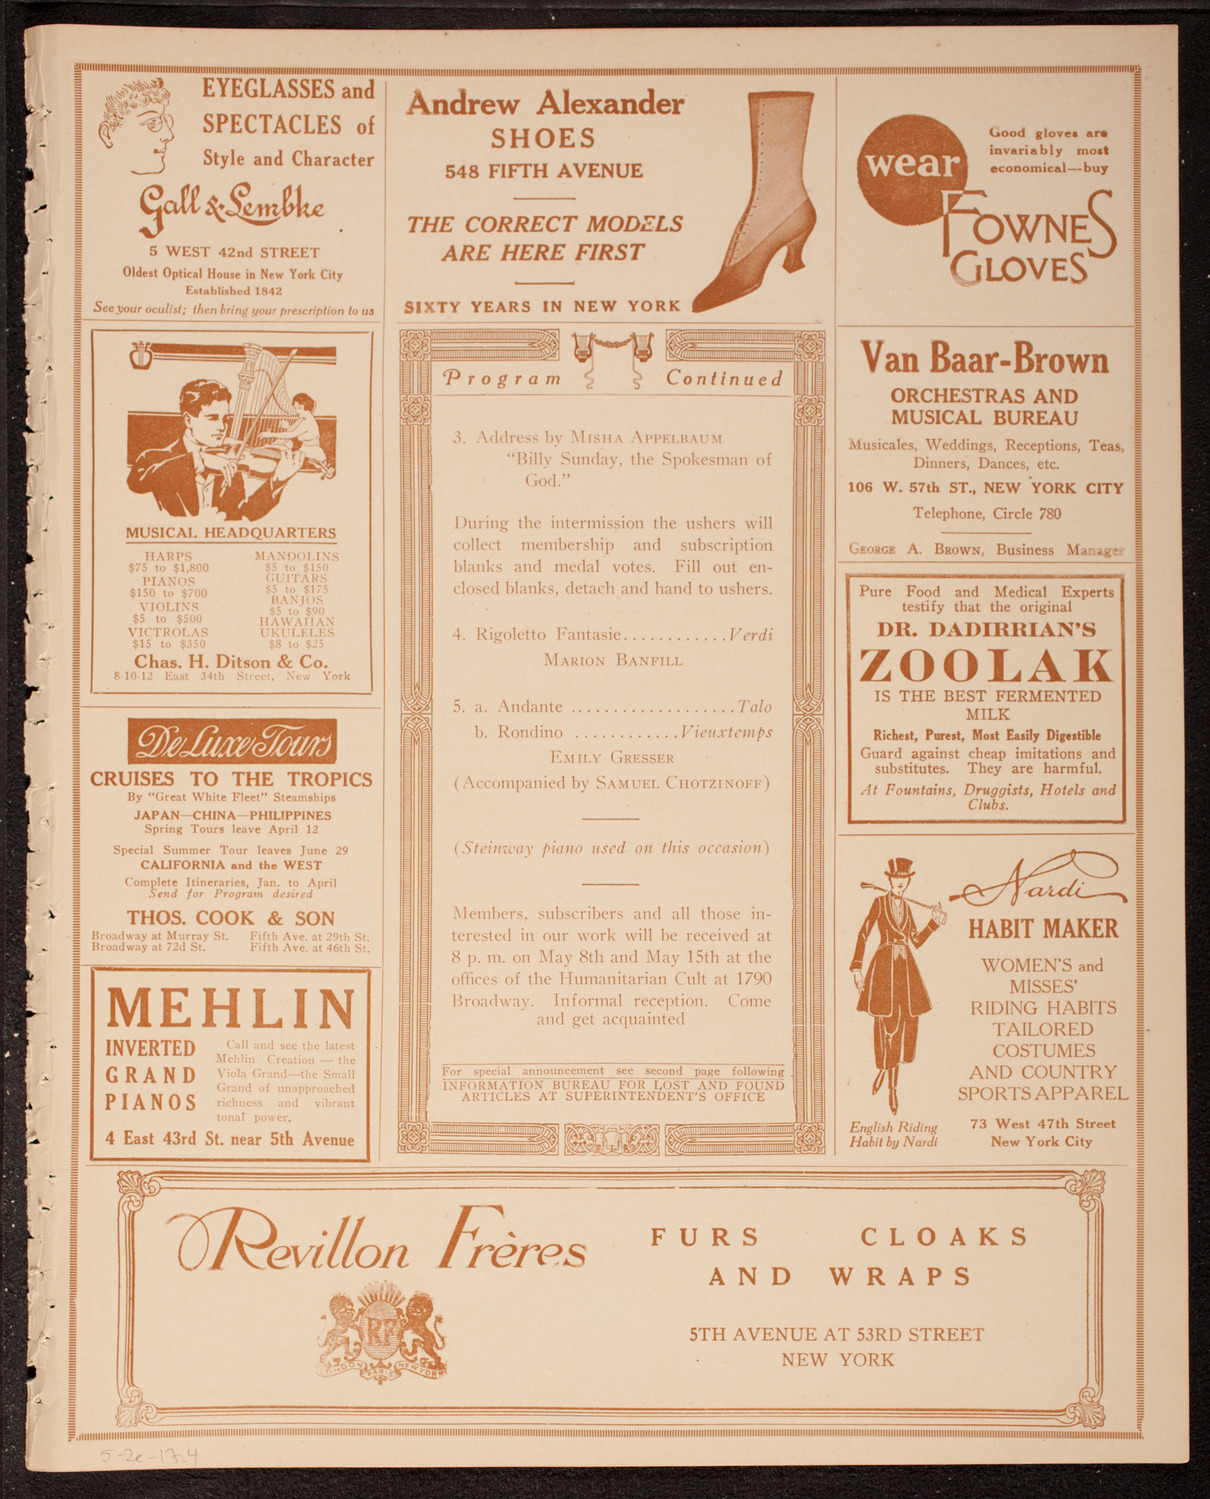 EYEGLASSES and
SPECTACLES of
Style and Character
Gall & Lembke
5 WEST 42nd STREET
Oldest Optical House in New York City
Established 1842
See your oculist; then bring your prescription to us
Andrew Alexander
SHOES
548 FIFTH AVENUE
THE CORRECT MODELS
ARE HERE FIRST
SIXTY YEARS IN NEW YORK
wear
Good gloves are
invariably most
economical—buy
FOWNES
GLOVES
MUSICAL HEADQUARTERS
HARPS
$75 to $1,800
PIANOS
$150 to $700
VIOLINS
$5 to $500
VICTROLAS
$15 to $350
MANDOLINS
$5 to $150
GUITARS
$5 to $175
BANJOS
$5 to $90
HAWAIIAN
UKULELES
$8 to $25
Chas. H. Ditson & Co.
8-10-12 East 34th Street, New York
De Luxe Tours
CRUISES TO THE TROPICS
By "Great White Fleet" Steamships
JAPAN—CHINA—PHILIPPINES
Spring Tours leave April 12
Special Summer Tour leaves June 29
CALIFORNIA and the WEST
Complete Itineraries, Jan. to April
Send for Program desired
THOS. COOK & SON
Broadway at Murray St. Fifth Ave. at 29th St.
Broadway at 72d St. Fifth Ave. at 46th St.
MEHLIN
INVERTED
GRAND
PIANOS
Call and see the latest
Mehlin Creation — the
Viola Grand—the Small
Grand of unapproached
richness and vibrant
tonal power.
4 East 43rd St. near 5th Avenue
Program Continued
3. Address by MISHA APPELBAUM
"Billy Sunday, the Spokesman of
God."
During the intermission the ushers will
collect membership and subscription
blanks and medal votes. Fill out en-
closed blanks, detach and hand to ushers.
4. Rigoletto Fantasie............Verdi
MARION BANFILL
5. a. Andante ...................Talo
b. Rondino ............Vieuxtemps
EMILY GRESSER
(Accompanied by SAMUEL CHOTZINOFF)
(Steinway piano used on this occasion)
Members, subscribers and all those in-
terested in our work will be received at
8 p. m. on May 8th and May 15th at the
offices of the Humanitarian Cult at 1790
Broadway. Informal reception. Come
and get acquainted
For special announcement see second page following
INFORMATION BUREAU FOR LOST AND FOUND
ARTICLES AT SUPERINTENDENT'S OFFICE
Van Baar-Brown
ORCHESTRAS AND
MUSICAL BUREAU
Musicales, Weddings, Receptions, Teas,
Dinners, Dances, etc.
106 W. 57th ST., NEW YORK CITY
Telephone, Circle 780
GEORGE A. BROWN, Business Manager
Pure Food and Medical Experts
testify that the original
DR. DADIRRIAN'S
ZOOLAK
IS THE BEST FERMENTED
MILK
Richest, Purest, Most Easily Digestible
Guard against cheap imitations and
substitutes. They are harmful.
At Fountains, Druggists, Hotels and
Clubs.
Nardi
HABIT MAKER
WOMEN'S and
MISSES'
RIDING HABITS
TAILORED
COSTUMES
AND COUNTRY
SPORTS APPAREL
English Riding
Habit by Nardi
73 West 47th Street
New York City
Revillon Frères
RF
LONDON PARIS NEW YORK
FURS CLOAKS
AND WRAPS
5TH AVENUE AT 53RD STREET
NEW YORK
5-2e-17.4